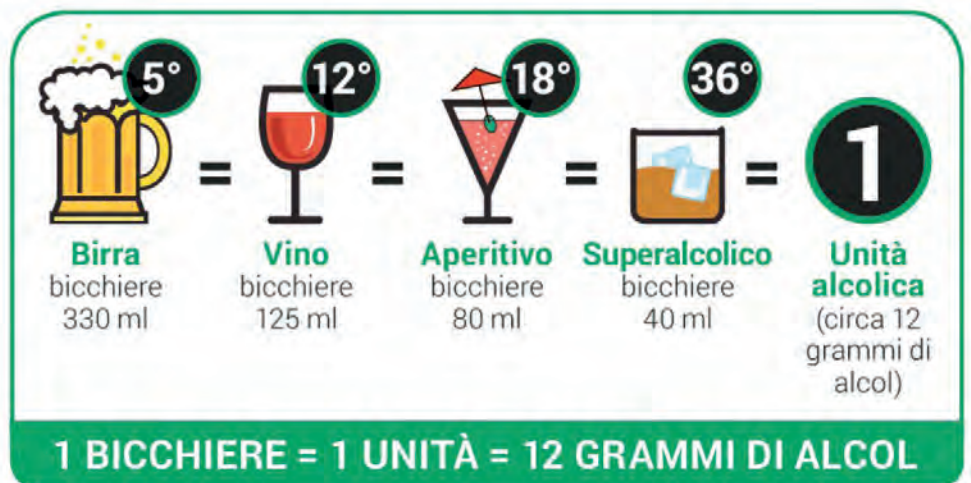 5°
12°
18°
36°
1
=
=
=
=
Birra
bicchiere
330 ml
Vino
bicchiere
125 ml
Aperitivo
bicchiere
80 ml
Superalcolico
bicchiere
40 ml
Unità
alcolica
(circa 12
grammi di
alcol)
1 BICCHIERE = 1 UNITÀ = 12 GRAMMI DI ALCOL